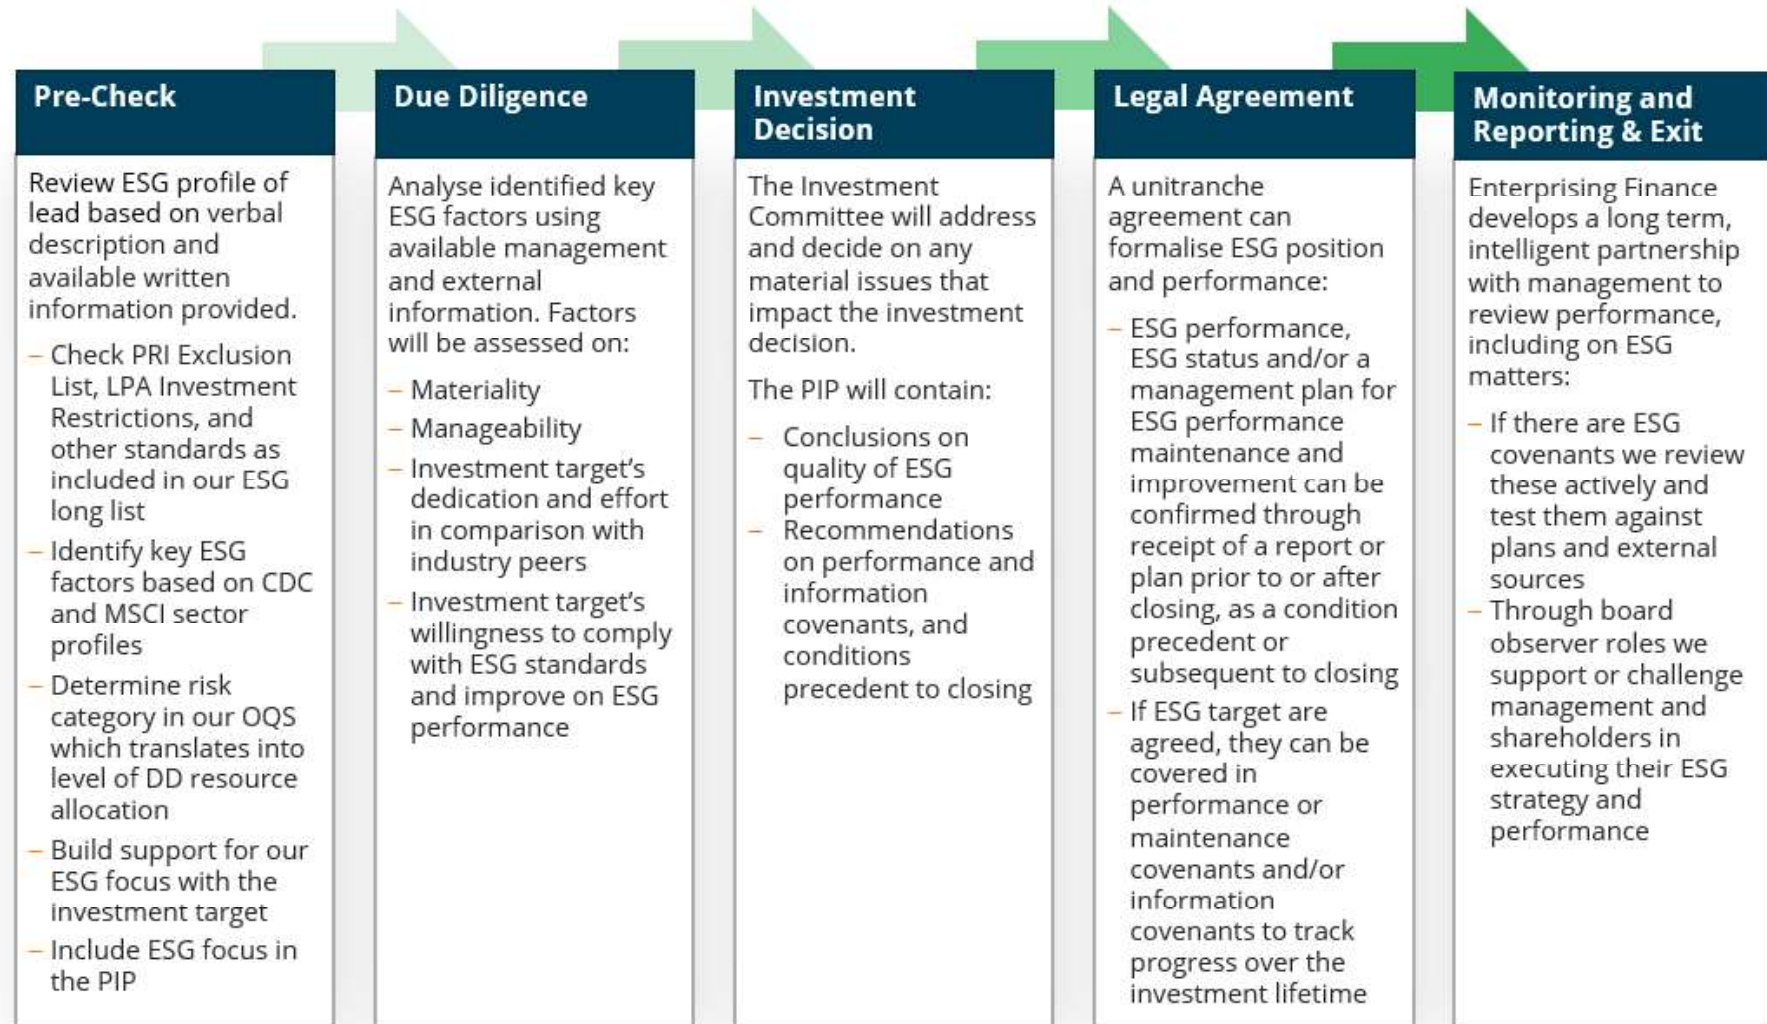 Pre-Check
Review ESG profile of
lead based on verbal
description and
available written
information provided.
– Check PRI Exclusion
List, LPA Investment
Restrictions, and
other standards as
included in our ESG
long list
– Identify key ESG
factors based on CDC
and MSCI sector
profiles
– Determine risk
category in our OQS
which translates into
level of DD resource
allocation
– Build support for our
ESG focus with the
investment target
– Include ESG focus in
the PIP
Due Diligence
Analyse identified key
ESG factors using
available management
and external
information. Factors
will be assessed on:
– Materiality
– Manageability
– Investment target’s
dedication and effort
in comparison with
industry peers
– Investment target’s
willingness to comply
with ESG standards
and improve on ESG
performance
Investment
Decision
The Investment
Committee will address
and decide on any
material issues that
impact the investment
decision.
The PIP will contain:
– Conclusions on
quality of ESG
performance
– Recommendations
on performance and
information
covenants, and
conditions
precedent to closing
Legal Agreement
A unitranche
agreement can
formalise ESG position
and performance:
– ESG performance,
ESG status and/or a
management plan for
ESG performance
maintenance and
improvement can be
confirmed through
receipt of a report or
plan prior to or after
closing, as a condition
precedent or
subsequent to closing
– If ESG target are
agreed, they can be
covered in
performance or
maintenance
covenants and/or
information
covenants to track
progress over the
investment lifetime
Monitoring and
Reporting & Exit
Enterprising Finance
develops a long term,
intelligent partnership
with management to
review performance,
including on ESG
matters:
– If there are ESG
covenants we review
these actively and
test them against
plans and external
sources
– Through board
observer roles we
support or challenge
management and
shareholders in
executing their ESG
strategy and
performance